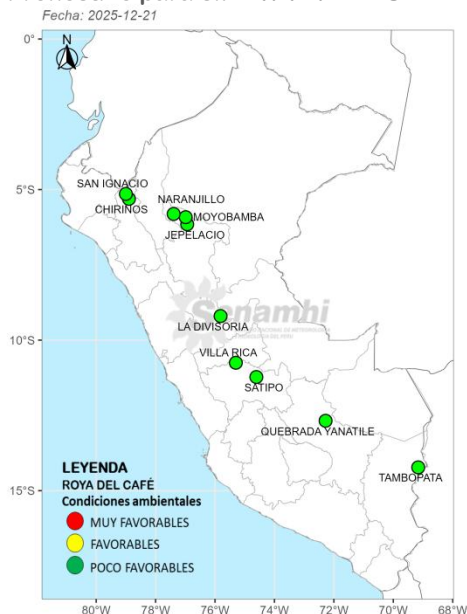 Fecha: 2025-12-21
N
0°
SAN IGNACIO
NARANJILLO
5°S
MOYOBAMBA
CHIRINOS
JEPELACIO
Senamhi
10°S
LA DIVISORIA
VILLA RICA
SATIPO
QUEBRADA YANATILE
TAMBOPATA
15°S
LEYENDA
ROYA DEL CAFÉ
Condiciones ambientales
MUY FAVORABLES
FAVORABLES
POCO FAVORABLES
80°W 78°W 76°W 74°W 72°W 70°W 68°W